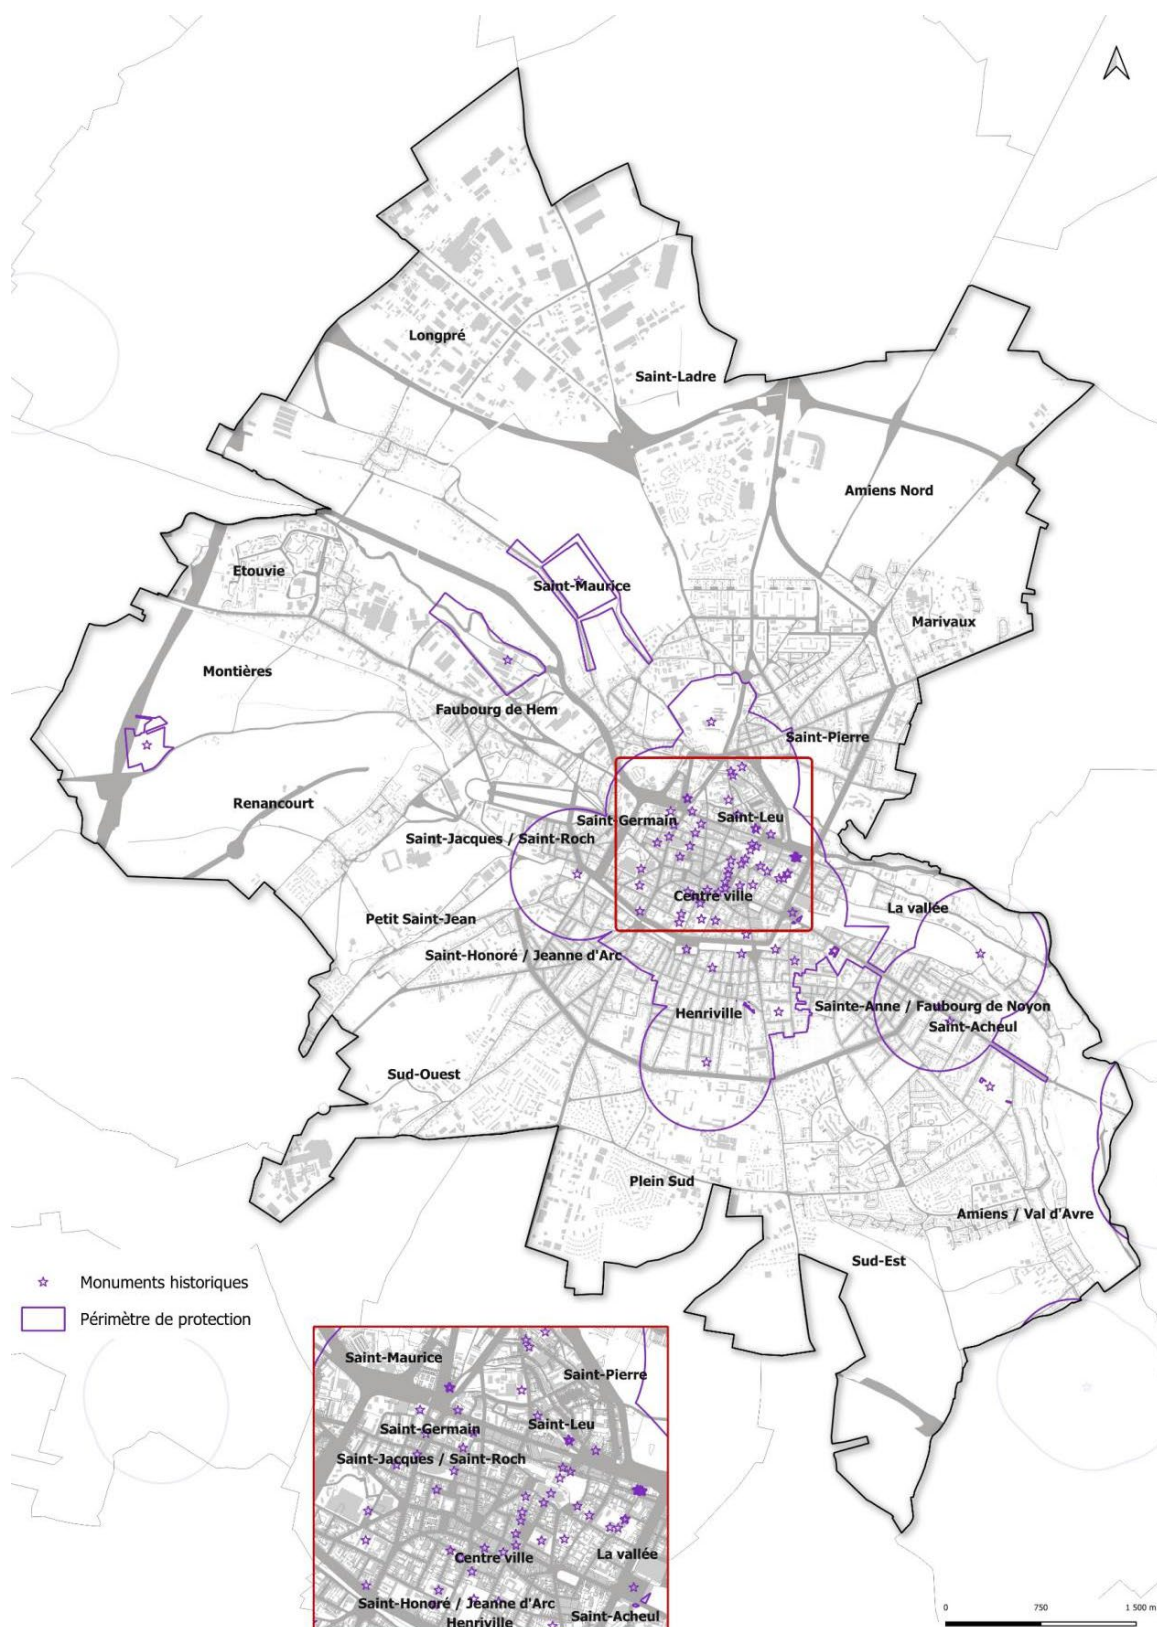 Longpré
Saint-Ladre
Amiens Nord
Etouvie
Saint-Maurice
Marivaux
Montières
Faubourg de Hem
Saint-Pierre
Renancourt
Saint-Germain
Saint-Leu
Saint-Jacques / Saint-Roch
Centre ville
La vallée
Petit Saint-Jean
Saint-Honoré / Jeanne d'Arc
Henriville
Sainte-Anne / Faubourg de Noyon
Saint-Acheul
Sud-Ouest
Plein Sud
Amiens / Val d'Avre
Sud-Est
Monuments historiques
Périmètre de protection
Saint-Maurice
Saint-Pierre
Saint-Leu
Saint-Germain
Saint-Jacques / Saint-Roch
Centre ville
La vallée
Saint-Honoré / Jeanne d'Arc
Henriville
Saint-Acheul
0 750 1 500 m